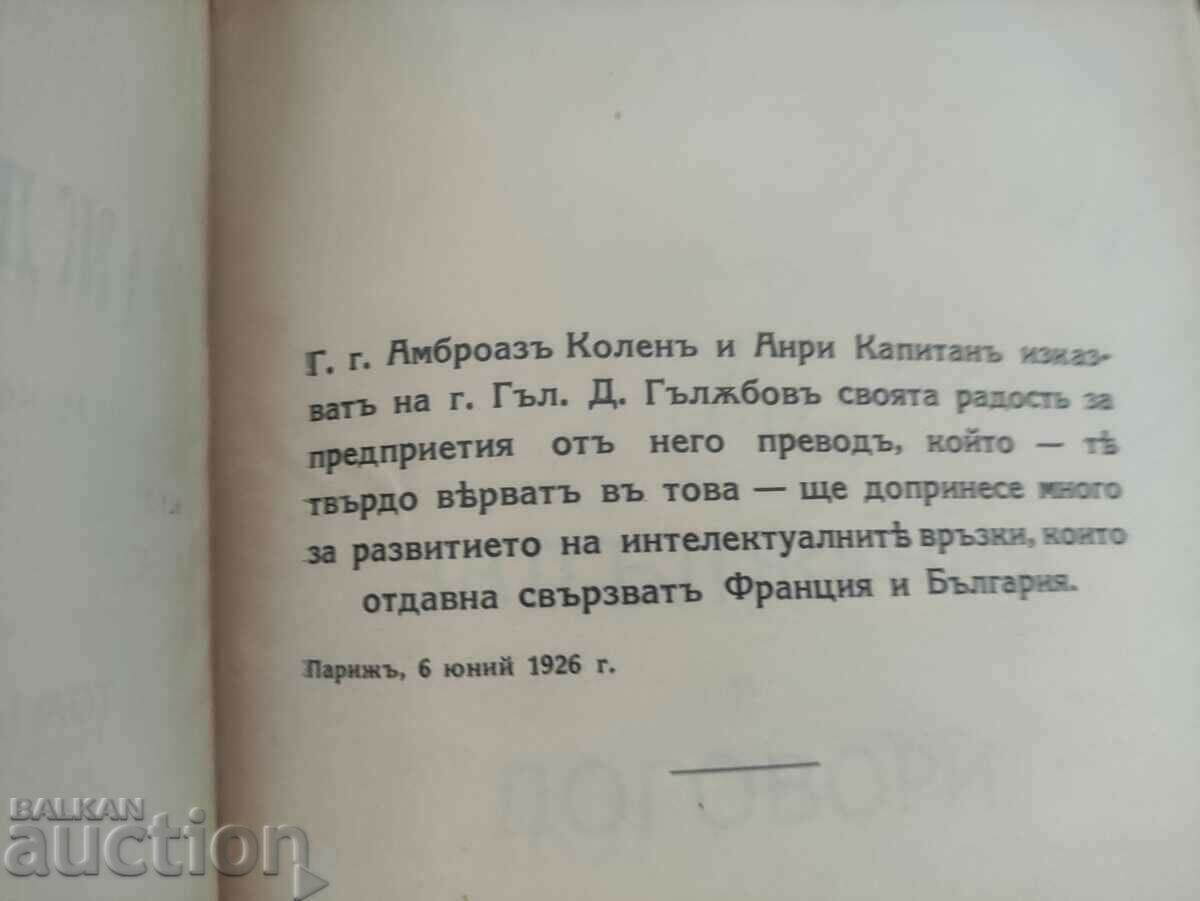 Г. г. Амброазъ Коленъ и Анри Капитанъ изказ-
ватъ на г. Гъл. Д. Гълѫбовъ своята радость за
предприетия отъ него преводъ, който — тѣ
твърдо вѣрватъ въ това — ще допринесе много
за развитието на интелектуалнитѣ връзки, които
отдавна свързватъ Франция и България.
Парижъ, 6 юний 1926 г.
ДОГОВОРИ
BALKAN
auction